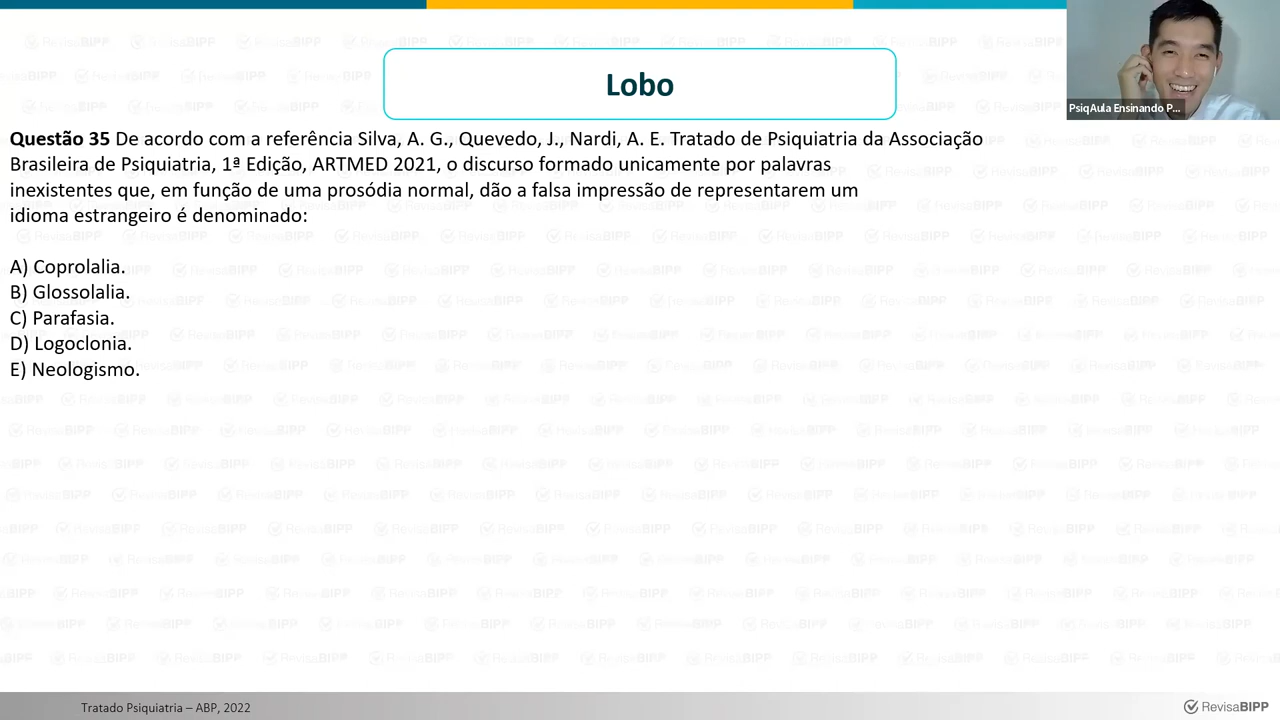 Lobo
PsiqAula Ensinando P...
Questão 35 De acordo com a referência Silva, A. G., Quevedo, J., Nardi, A. E. Tratado de Psiquiatria da Associação
Brasileira de Psiquiatria, 1ª Edição, ARTMED 2021, o discurso formado unicamente por palavras
inexistentes que, em função de uma prosódia normal, dão a falsa impressão de representarem um
idioma estrangeiro é denominado:
A) Coprolalia.
B) Glossolalia.
C) Parafasia.
D) Logoclonia.
E) Neologismo.
Tratado Psiquiatria – ABP, 2022
RevisaBIPP